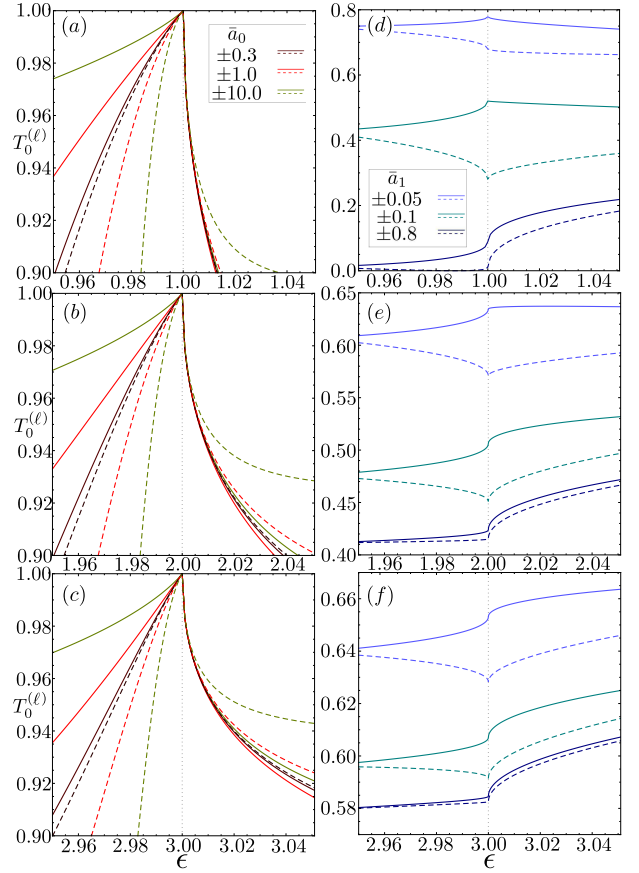 (a)
ā₀
±0.3
±1.0
±10.0
T₀⁽ℓ⁾
1.00
0.98
0.96
0.94
0.92
0.90
0.96 0.98 1.00 1.02 1.04
(d)
ā₁
±0.05
±0.1
±0.8
0.8
0.6
0.4
0.2
0.0
0.96 0.98 1.00 1.02 1.04
(b)
T₀⁽ℓ⁾
1.00
0.98
0.96
0.94
0.92
0.90
1.96 1.98 2.00 2.02 2.04
(e)
0.65
0.60
0.55
0.50
0.45
0.40
2.96 2.98 2.00 3.02 3.04
(c)
T₀⁽ℓ⁾
1.00
0.98
0.96
0.94
0.92
0.90
2.96 2.98 3.00 3.02 3.04
ϵ
(f)
0.66
0.64
0.62
0.60
0.58
2.96 2.98 3.00 3.02 3.04
ϵ